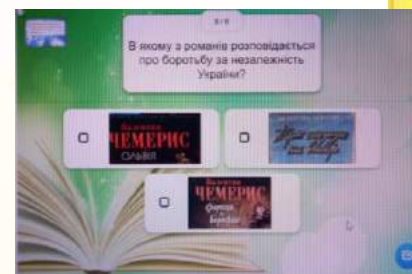 В якому з романів розповідається
про боротьбу за незалежність
України?
ЧЕМЕРИС
ОЛЬВІЯ
ЧЕМЕРИС